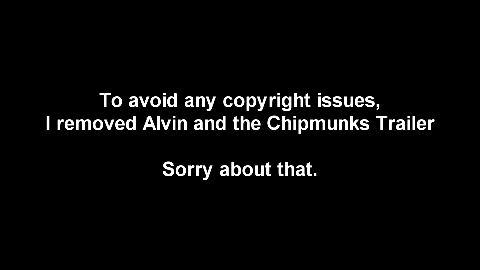 To avoid any copyright issues,
I removed Alvin and the Chipmunks Trailer
Sorry about that.